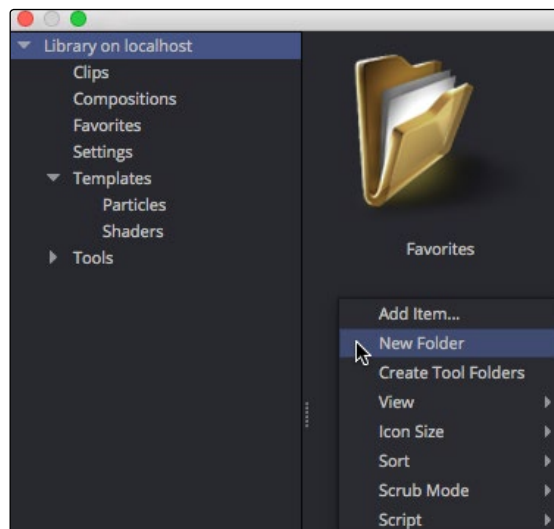 Library on localhost
Clips
Compositions
Favorites
Settings
Templates
Particles
Shaders
Tools
Favorites
Add Item...
New Folder
Create Tool Folders
View
Icon Size
Sort
Scrub Mode
Script